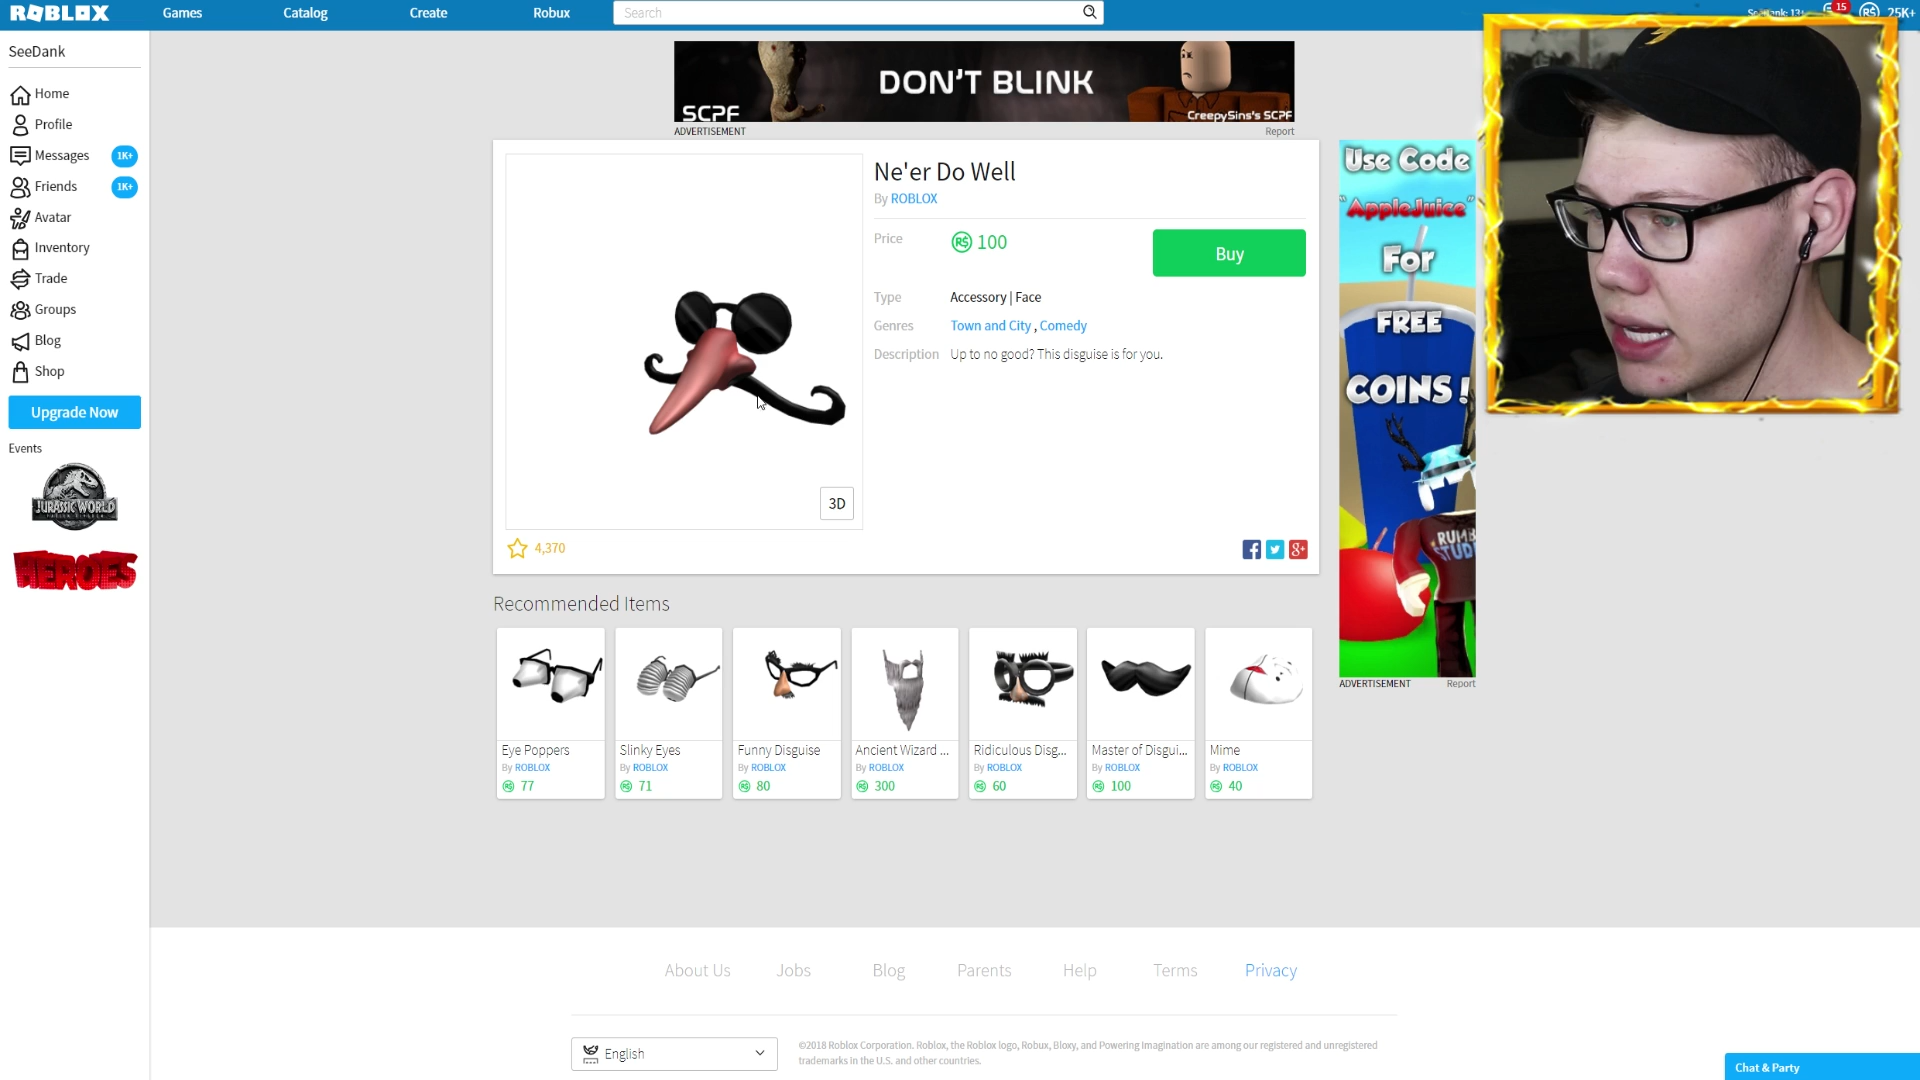 ROBLOX
Games
Catalog
Create
Robux
Search
15
25K+
SeeDank
Home
Profile
Messages
1K+
Friends
1K+
Avatar
Inventory
Trade
Groups
Blog
Shop
Upgrade Now
Events
JURASSIC WORLD
HEROES
DON'T BLINK
SCPF
CreepySins's SCPF
ADVERTISEMENT
Report
Ne'er Do Well
By ROBLOX
Price
R$ 100
Buy
Type
Accessory | Face
Genres
Town and City , Comedy
Description
Up to no good? This disguise is for you.
3D
4,370
Recommended Items
Eye Poppers
By ROBLOX
R$ 77
Slinky Eyes
By ROBLOX
R$ 71
Funny Disguise
By ROBLOX
R$ 80
Ancient Wizard ...
By ROBLOX
R$ 300
Ridiculous Disg...
By ROBLOX
R$ 60
Master of Disgui...
By ROBLOX
R$ 100
Mime
By ROBLOX
R$ 40
Use Code
"AppleJuice"
For
FREE
COINS!
ADVERTISEMENT
Report
About Us
Jobs
Blog
Parents
Help
Terms
Privacy
English
©2018 Roblox Corporation. Roblox, the Roblox logo, Robux, Bloxy, and Powering Imagination are among our registered and unregistered
trademarks in the U.S. and other countries.
Chat & Party